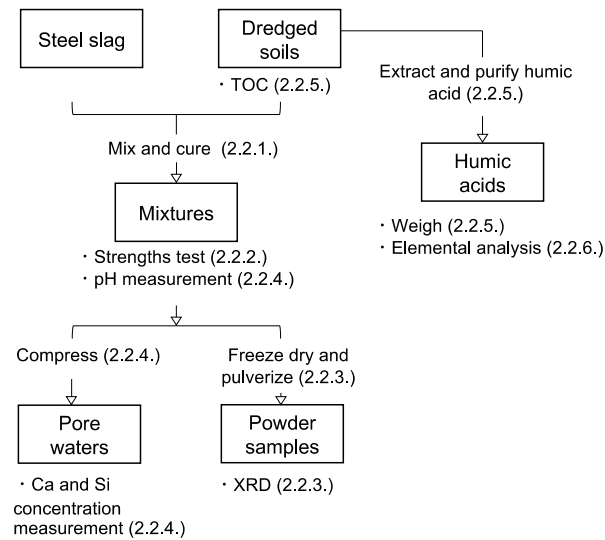 Steel slag
Dredged
soils
・TOC (2.2.5.)
Extract and purify humic
acid (2.2.5.)
Mix and cure (2.2.1.)
Humic
acids
Mixtures
・Weigh (2.2.5.)
・Elemental analysis (2.2.6.)
・Strengths test (2.2.2.)
・pH measurement (2.2.4.)
Compress (2.2.4.)
Freeze dry and
pulverize (2.2.3.)
Pore
waters
Powder
samples
・Ca and Si
concentration
measurement (2.2.4.)
・XRD (2.2.3.)